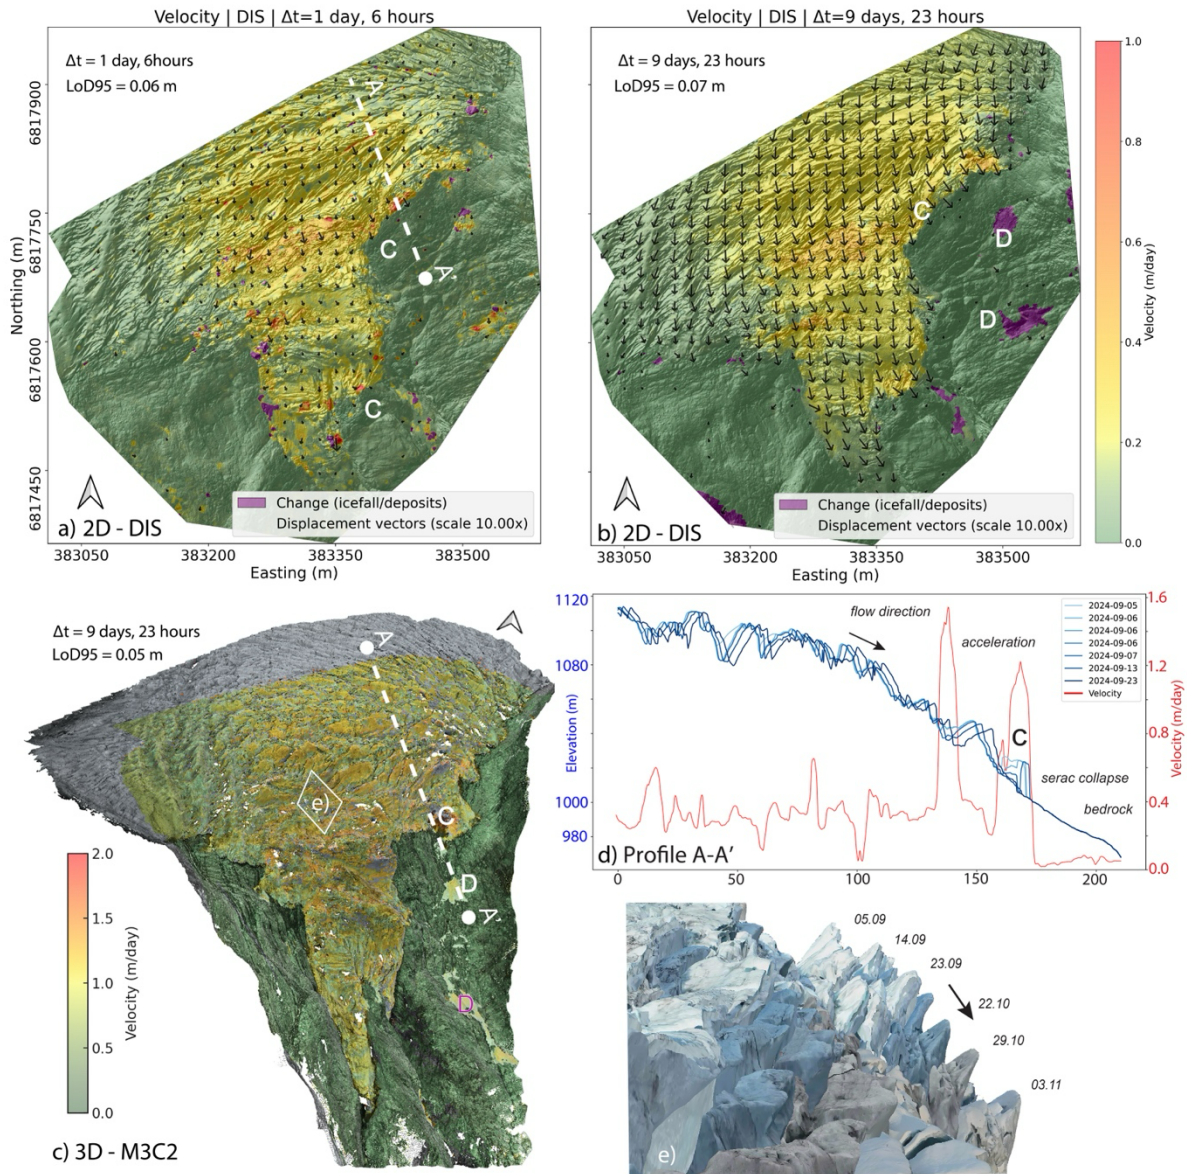 Velocity | DIS | Δt=1 day, 6 hours
Δt = 1 day, 6hours
LoD95 = 0.06 m
A
C
A'
C
Change (icefall/deposits)
Displacement vectors (scale 10.00x)
a) 2D - DIS
Northing (m)
6817900
6817750
6817600
6817450
383050
383200
383350
383500
Easting (m)
Velocity | DIS | Δt=9 days, 23 hours
Δt = 9 days, 23 hours
LoD95 = 0.07 m
C
D
D
Change (icefall/deposits)
Displacement vectors (scale 10.00x)
b) 2D - DIS
383050
383200
383350
383500
Easting (m)
1.0
0.8
0.6
0.4
0.2
0.0
Velocity (m/day)
Δt = 9 days, 23 hours
LoD95 = 0.05 m
A
e)
C
D
A'
D
2.0
1.5
1.0
0.5
0.0
Velocity (m/day)
c) 3D - M3C2
1120
1080
1040
1000
980
Elevation (m)
flow direction
acceleration
2024-09-05
2024-09-06
2024-09-06
2024-09-06
2024-09-07
2024-09-13
2024-09-23
Velocity
C
serac collapse
bedrock
d) Profile A-A'
1.6
1.2
0.8
0.4
0.0
Velocity (m/day)
0
50
100
150
200
05.09
14.09
23.09
22.10
29.10
03.11
e)